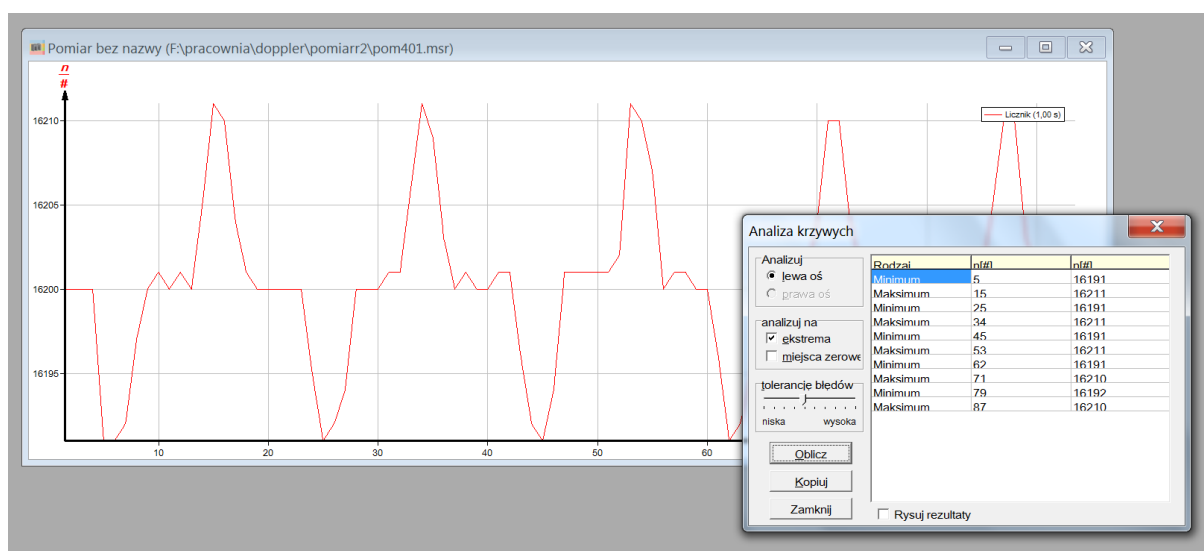 Pomiar bez nazwy (F:\pracownia\doppler\pomiarr2\pom401.msr)
n
#
16210
16205
16200
16195
10
20
30
40
50
60
Licznik (1,00 s)
Analiza krzywych
Analizuj
lewa oś
prawa oś
analizuj na
ekstrema
miejsca zerowe
tolerancję błędów
niska wysoka
Oblicz
Kopiuj
Zamknij
Rodzaj n[#] n[#]
Minimum 5 16191
Maksimum 15 16211
Minimum 25 16191
Maksimum 34 16211
Minimum 45 16191
Maksimum 53 16211
Minimum 62 16191
Maksimum 71 16210
Minimum 79 16192
Maksimum 87 16210
Rysuj rezultaty